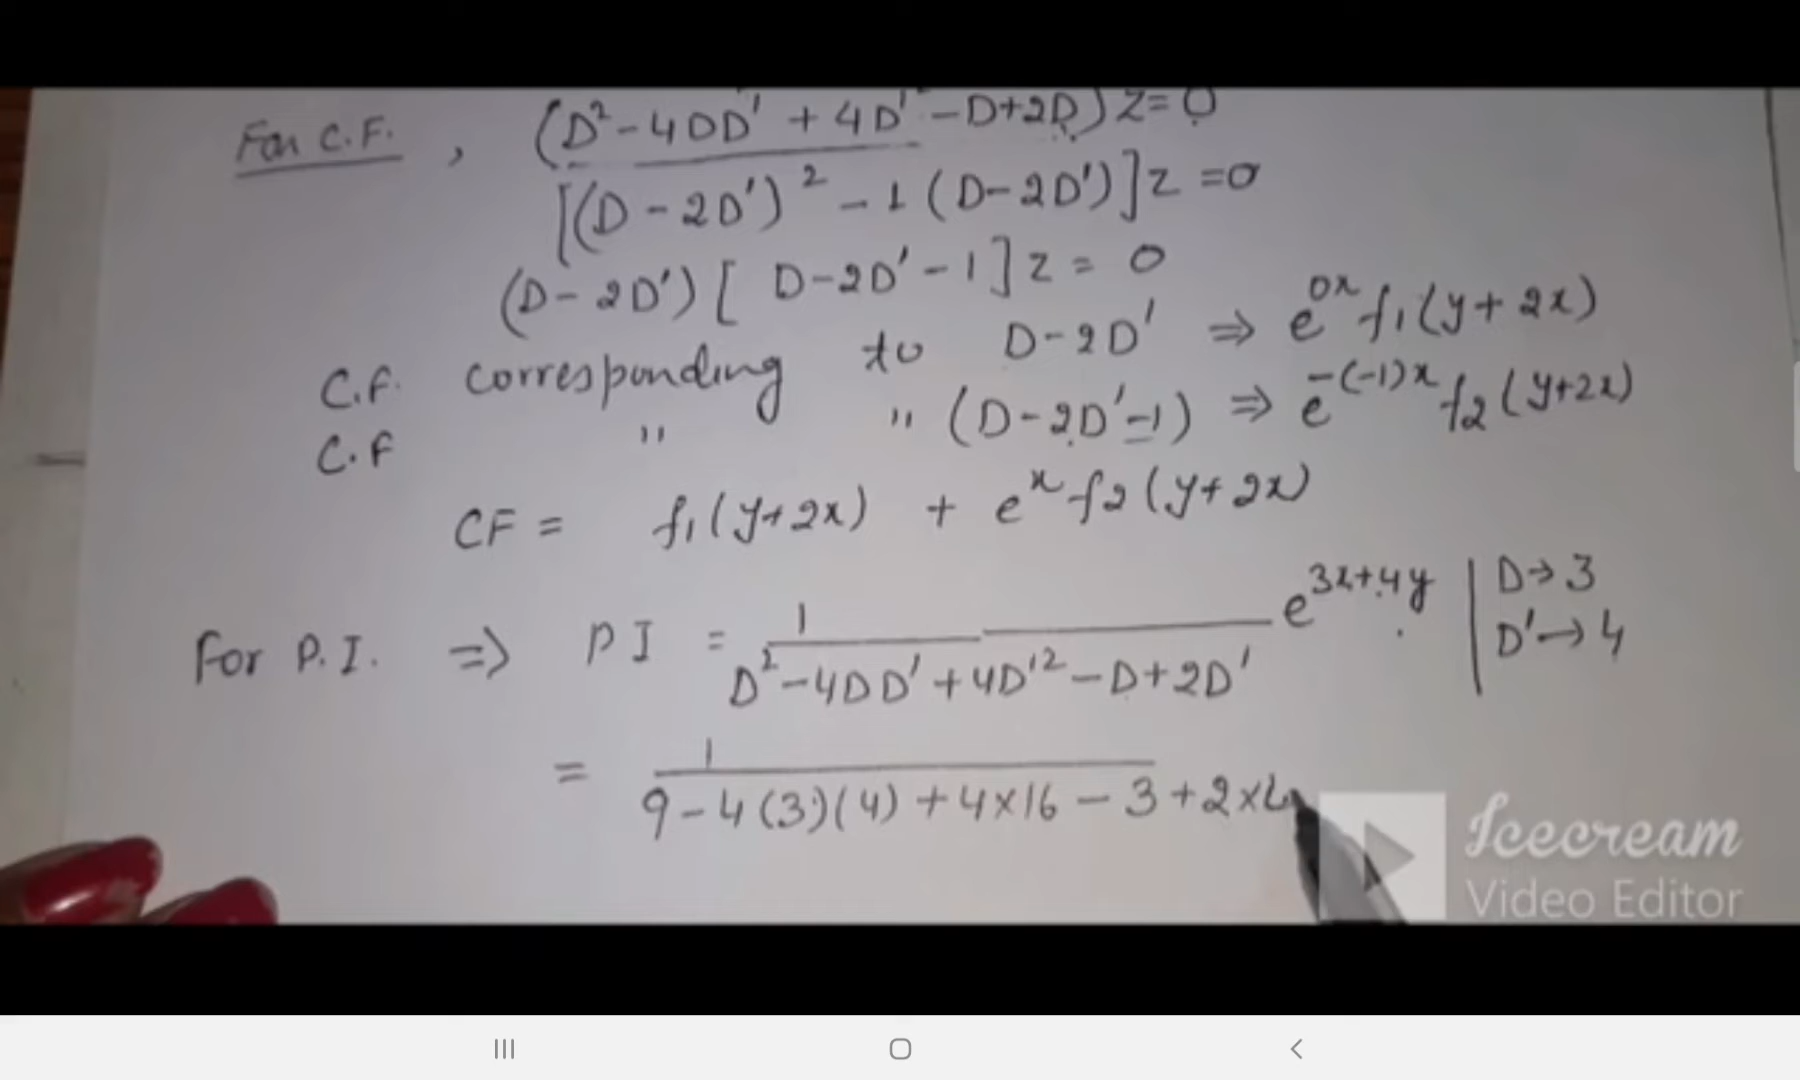 For C.F. , (D² - 4DD' + 4D'² - D + 2D) Z = 0
[(D - 2D')² - 1 (D - 2D')] Z = 0
(D - 2D') [ D - 2D' - 1] Z = 0
C.F. corresponding to D - 2D' ⇒ e^{0x} f₁(y + 2x)
C.F " " (D - 2D' - 1) ⇒ e^{-(-1)x} f₂(y+2x)
CF = f₁(y+2x) + e^x f₂(y+2x)
For P.I. ⇒ PI = 1/(D² - 4DD' + 4D'² - D + 2D') e^{3x+4y} | D → 3
D' → 4
= 1/(9 - 4(3)(4) + 4×16 - 3 + 2×4
Icecream
Video Editor